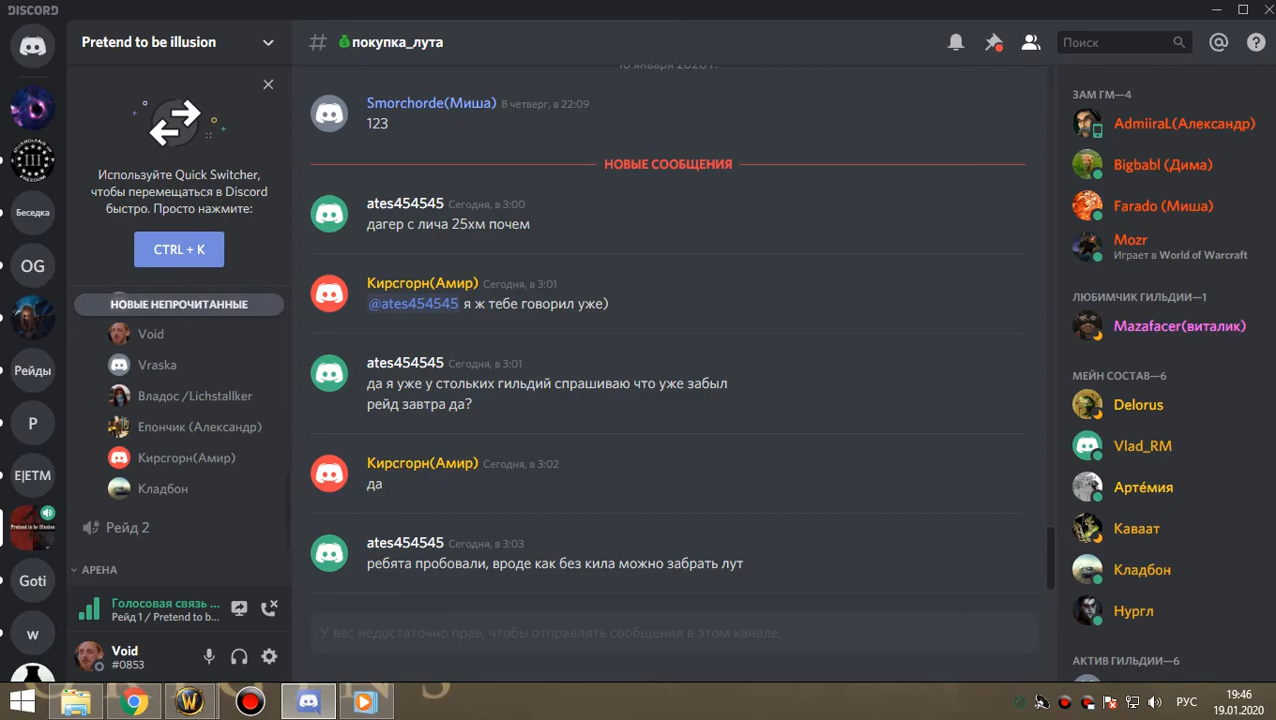 DISCORD
Pretend to be illusion
покупка_лута
Поиск
Используйте Quick Switcher,
чтобы перемещаться в Discord
быстро. Просто нажмите:
CTRL + K
НОВЫЕ НЕПРОЧИТАННЫЕ
Void
Vraska
Владос /Lichstallker
Епончик (Александр)
Кирсгорн(Амир)
Кладбон
Рейд 2
АРЕНА
Голосовая связь ...
Рейд 1 / Pretend to b...
Void
#0853
III
Беседка
OG
Рейды
P
E|ETM
Pretend to be illusion
Goti
w
Smorchorde(Миша) В четверг, в 22:09
123
НОВЫЕ СООБЩЕНИЯ
ates454545 Сегодня, в 3:00
дагер с лича 25хм почем
Кирсгорн(Амир) Сегодня, в 3:01
@ates454545 я ж тебе говорил уже)
ates454545 Сегодня, в 3:01
да я уже у стольких гильдий спрашиваю что уже забыл
рейд завтра да?
Кирсгорн(Амир) Сегодня, в 3:02
да
ates454545 Сегодня, в 3:03
ребята пробовали, вроде как без кила можно забрать лут
У вас недостаточно прав, чтобы отправлять сообщения в этом канале.
ЗАМ ГМ—4
AdmiiraL(Александр)
Bigbabl (Дима)
Farado (Миша)
Mozr
Играет в World of Warcraft
ЛЮБИМЧИК ГИЛЬДИИ—1
Mazafacer(виталик)
МЕЙН СОСТАВ—6
Delorus
Vlad_RM
Артéмия
Каваат
Кладбон
Нургл
АКТИВ ГИЛЬДИИ—6
РУС
19:46
19.01.2020